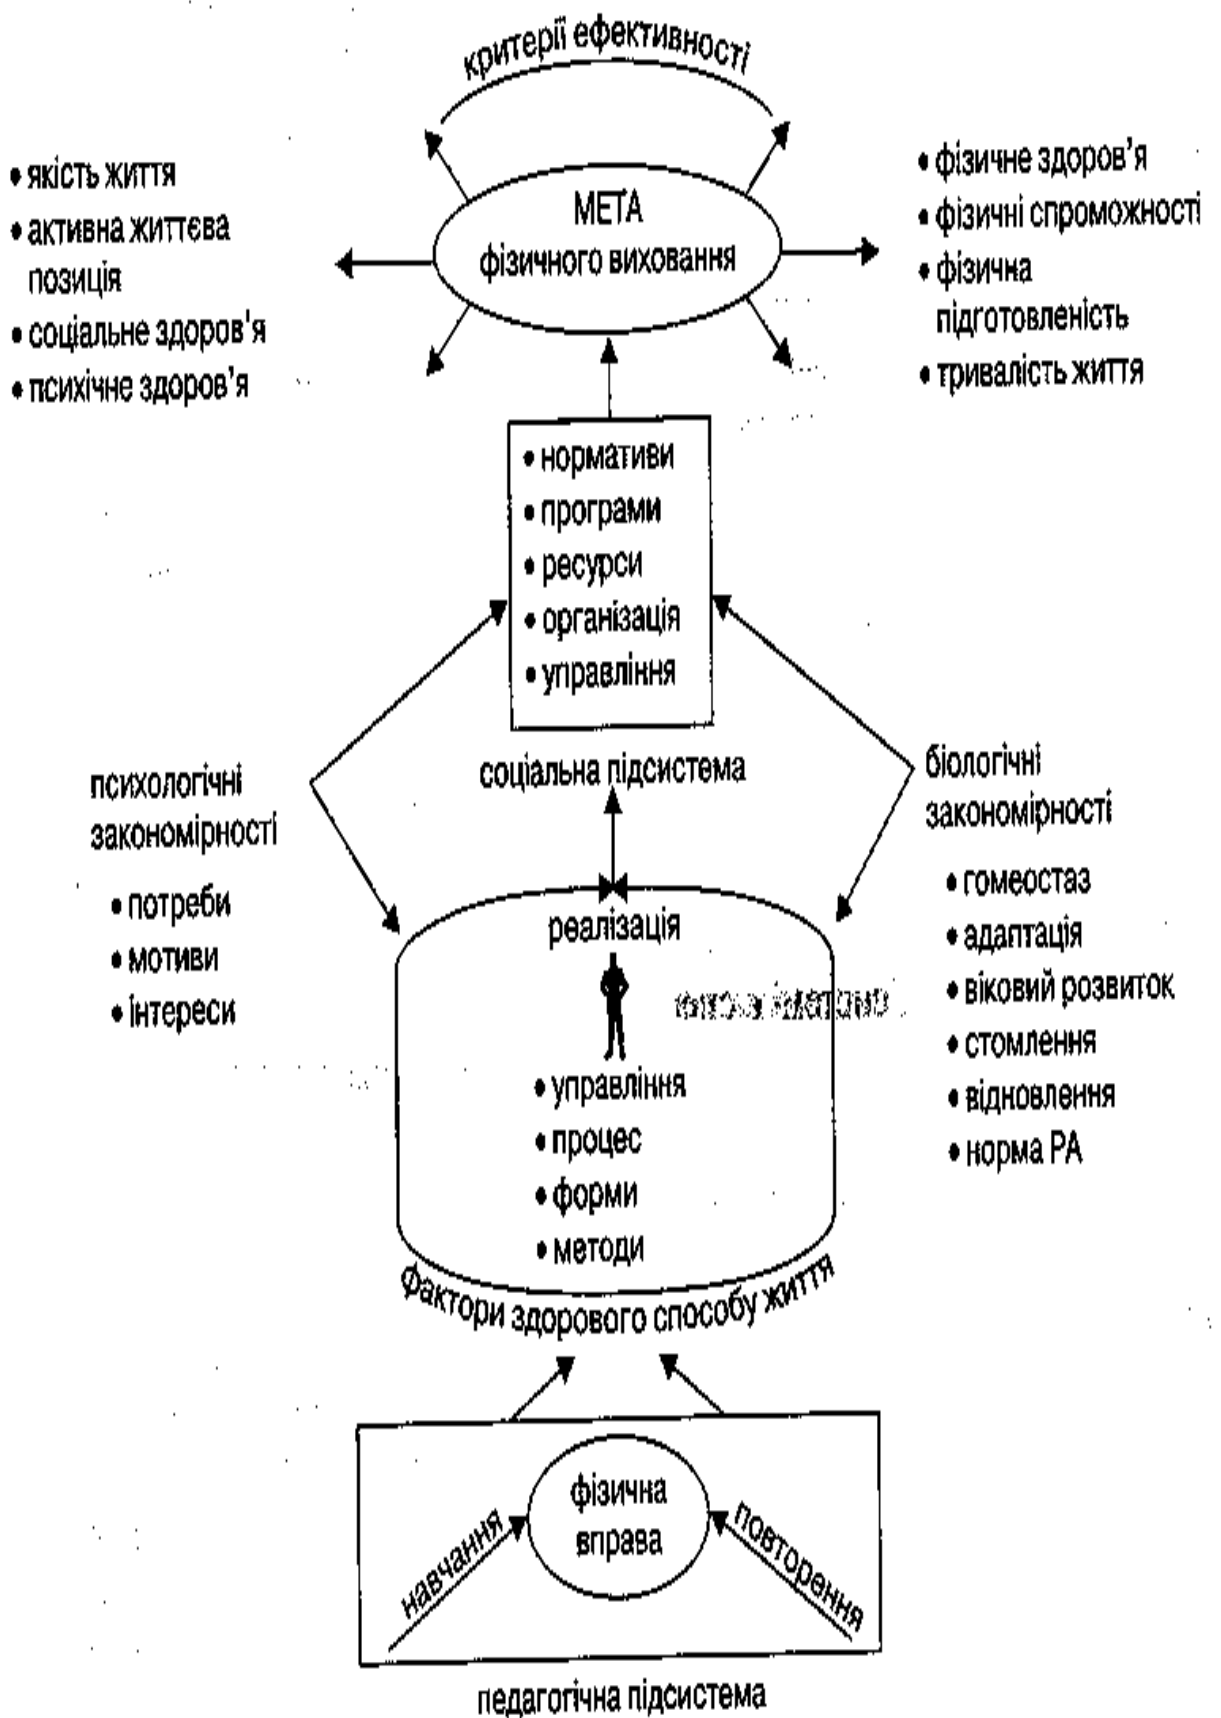 критерії ефективності
• якість життя
• активна життєва
позиція
• соціальне здоров'я
• психічне здоров'я
МЕТА
фізичного виховання
• фізичне здоров'я
• фізичні спроможності
• фізична
підготовленість
• тривалість життя
• нормативи
• програми
• ресурси
• організація
• управління
соціальна підсистема
психологічні
закономірності
• потреби
• мотиви
• інтереси
біологічні
закономірності
• гомеостаз
• адаптація
• віковий розвиток
• стомлення
• відновлення
• норма РА
реалізація
• управління
• процес
• форми
• методи
фактори здорового способу життя
фізична
вправа
навчання
повторення
педагогічна підсистема